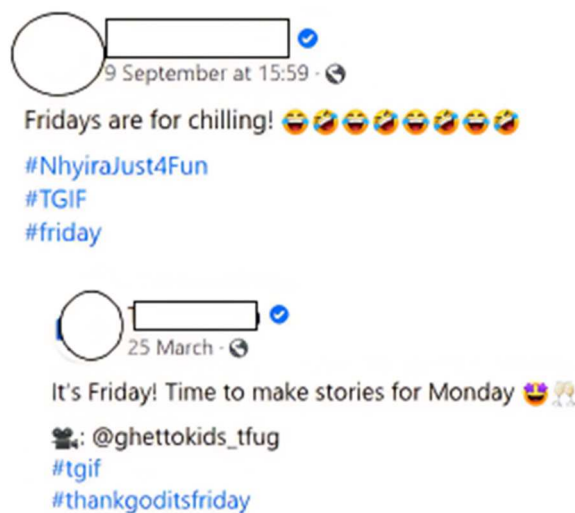 9 September at 15:59 ·
Fridays are for chilling! 😂🤣😂🤣😂🤣😂🤣
#NhyiraJust4Fun
#TGIF
#friday
25 March ·
It's Friday! Time to make stories for Monday 🤩🥂
🎥: @ghettokids_tfug
#tgif
#thankgoditsfriday